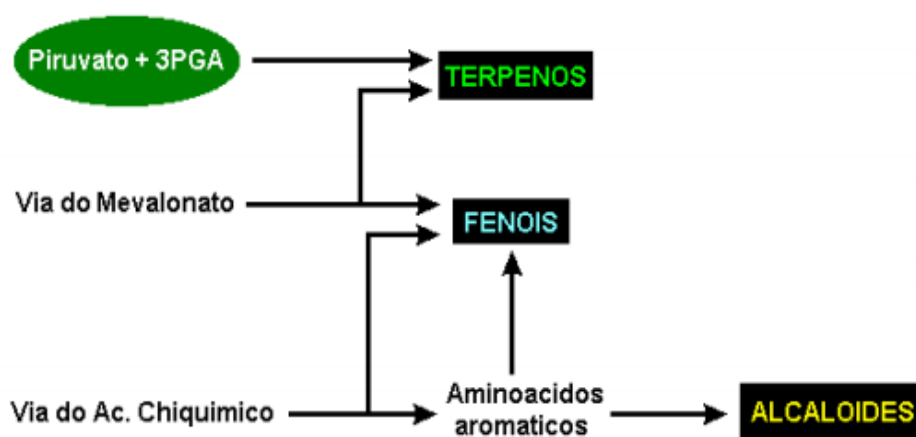 Piruvato + 3PGA
TERPENOS
Via do Mevalonato
FENOIS
Via do Ac. Chiquimico
Aminoacidos
aromaticos
ALCALOIDES